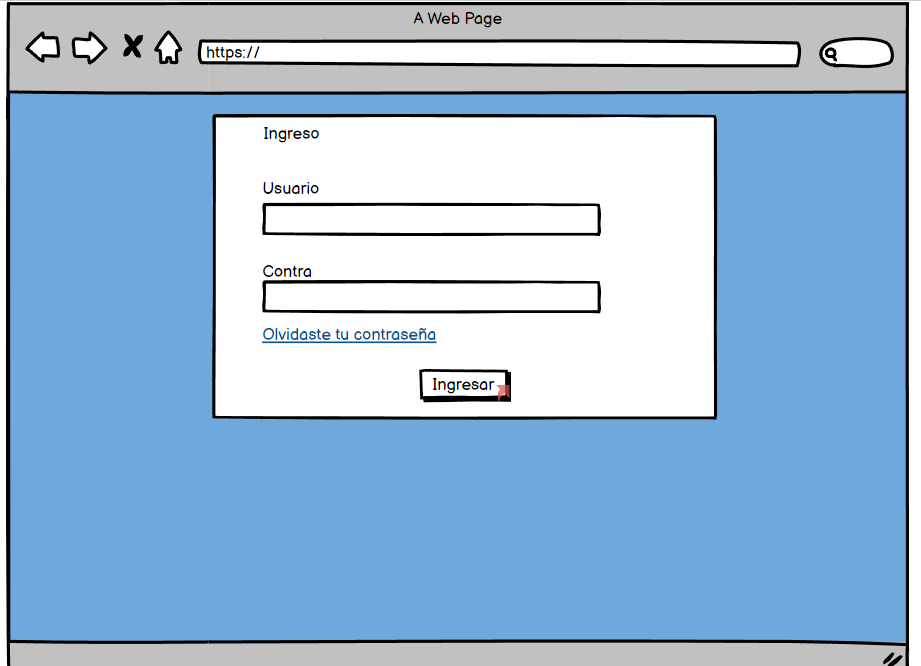 A Web Page
https://
Ingreso
Usuario
Contra
Olvidaste tu contraseña
Ingresar